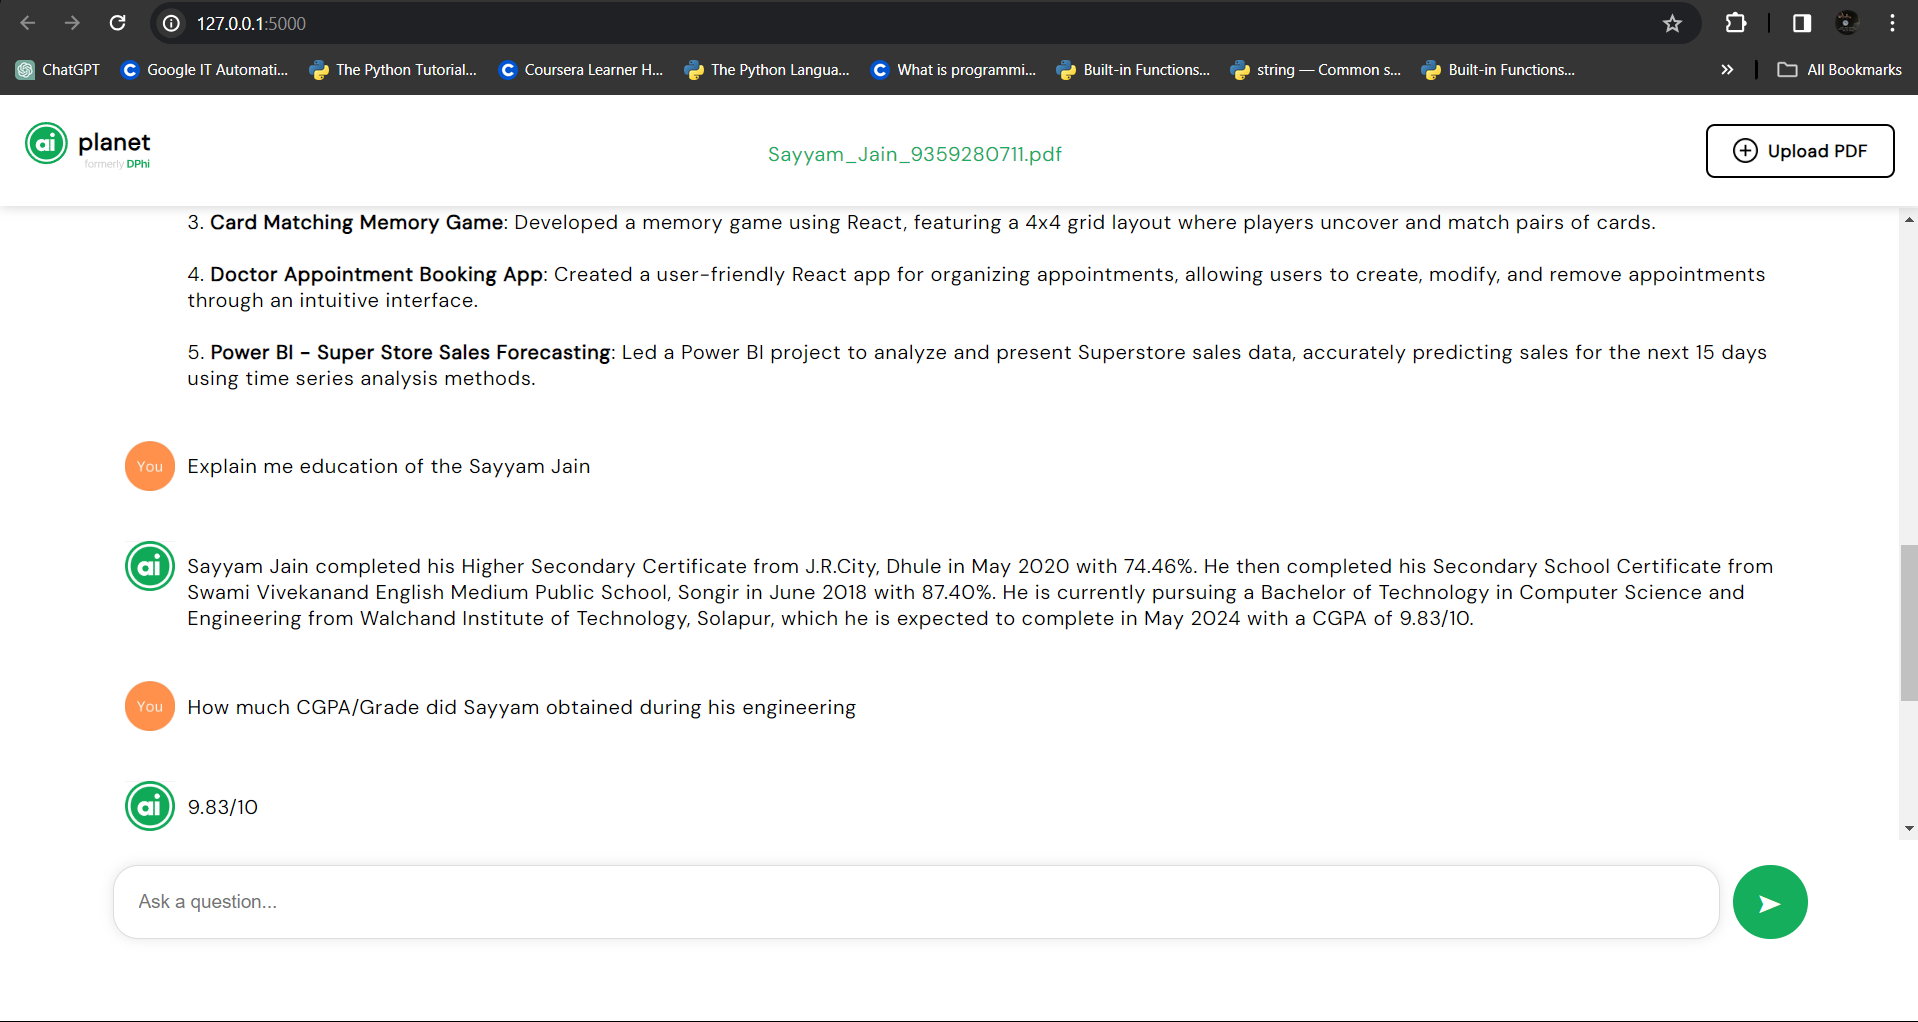 127.0.0.1:5000
ChatGPT
Google IT Automati...
The Python Tutorial...
Coursera Learner H...
The Python Langua...
What is programmi...
Built-in Functions...
string — Common s...
Built-in Functions...
All Bookmarks
ai planet
formerly DPhi
Sayyam_Jain_9359280711.pdf
Upload PDF
3. Card Matching Memory Game: Developed a memory game using React, featuring a 4x4 grid layout where players uncover and match pairs of cards.
4. Doctor Appointment Booking App: Created a user-friendly React app for organizing appointments, allowing users to create, modify, and remove appointments
through an intuitive interface.
5. Power BI - Super Store Sales Forecasting: Led a Power BI project to analyze and present Superstore sales data, accurately predicting sales for the next 15 days
using time series analysis methods.
You
Explain me education of the Sayyam Jain
ai
Sayyam Jain completed his Higher Secondary Certificate from J.R.City, Dhule in May 2020 with 74.46%. He then completed his Secondary School Certificate from
Swami Vivekanand English Medium Public School, Songir in June 2018 with 87.40%. He is currently pursuing a Bachelor of Technology in Computer Science and
Engineering from Walchand Institute of Technology, Solapur, which he is expected to complete in May 2024 with a CGPA of 9.83/10.
You
How much CGPA/Grade did Sayyam obtained during his engineering
ai
9.83/10
Ask a question...